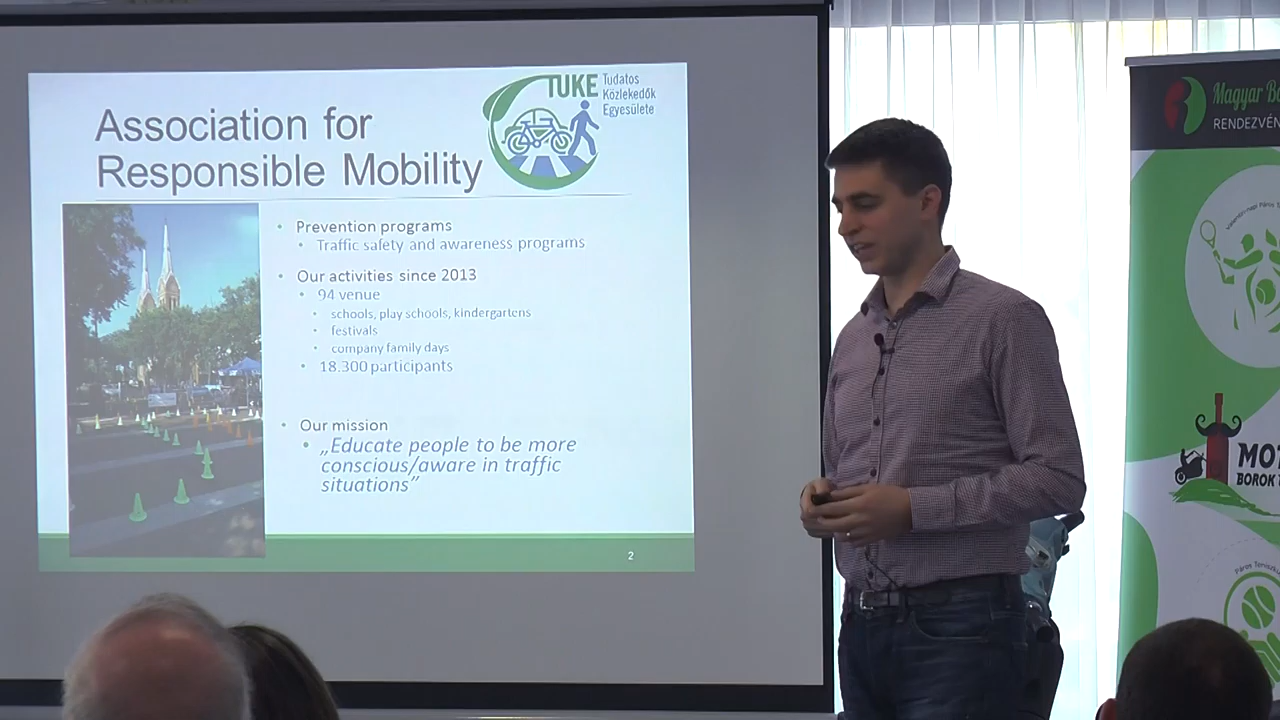 TUKE
Tudatos
Közlekedők
Egyesülete
Association for
Responsible Mobility
• Prevention programs
• Traffic safety and awareness programs
• Our activities since 2013
• 94 venue
• schools, play schools, kindergartens
• festivals
• company family days
• 18.300 participants
• Our mission
• „Educate people to be more
conscious/aware in traffic
situations”
2
Magyar
RENDEZVÉN
MOT
BOROK
Páros